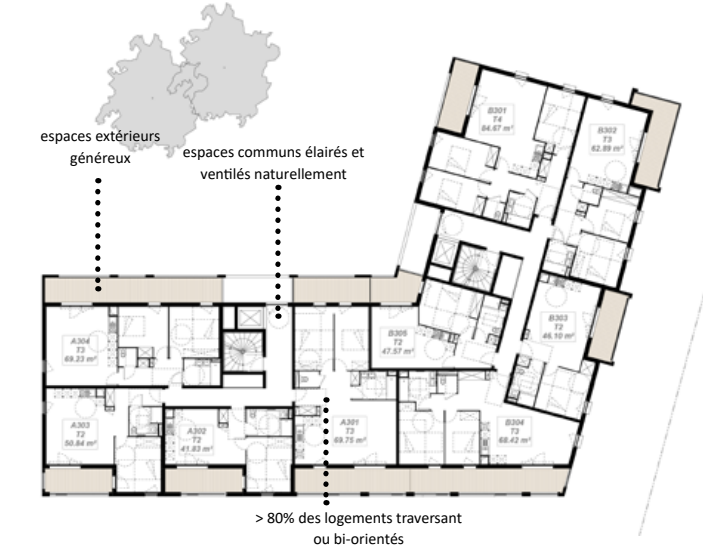 espaces extérieurs
généreux
espaces communs élairés et
ventilés naturellement
B301
T4
84.67 m²
B302
T3
62.89 m²
A304
T3
69.23 m²
B305
T2
47.57 m²
B303
T2
46.10 m²
A303
T2
50.84 m²
A302
T2
41.83 m²
A301
T3
69.75 m²
B304
T3
68.42 m²
> 80% des logements traversant
ou bi-orientés